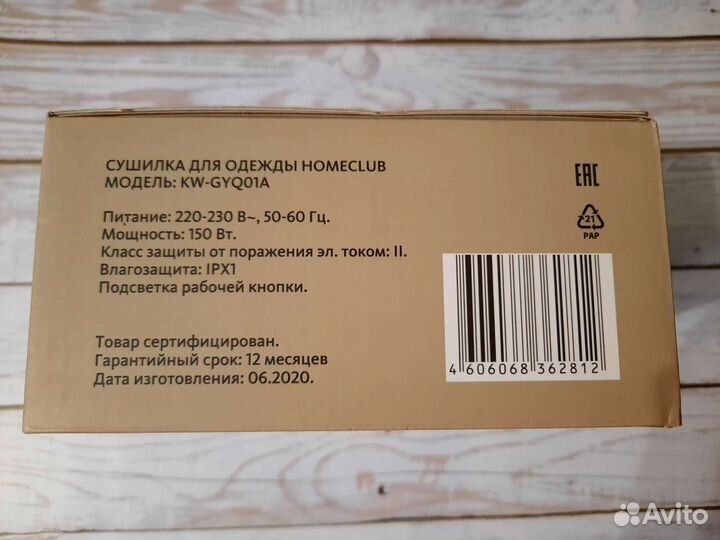 СУШИЛКА ДЛЯ ОДЕЖДЫ HOMECLUB
МОДЕЛЬ: KW-GYQ01A
Питание: 220-230 В~, 50-60 Гц.
Мощность: 150 Вт.
Класс защиты от поражения эл. током: II.
Влагозащита: IPX1
Подсветка рабочей кнопки.
Товар сертифицирован.
Гарантийный срок: 12 месяцев
Дата изготовления: 06.2020.
EAC
21
PAP
4 606068 362812
Avito